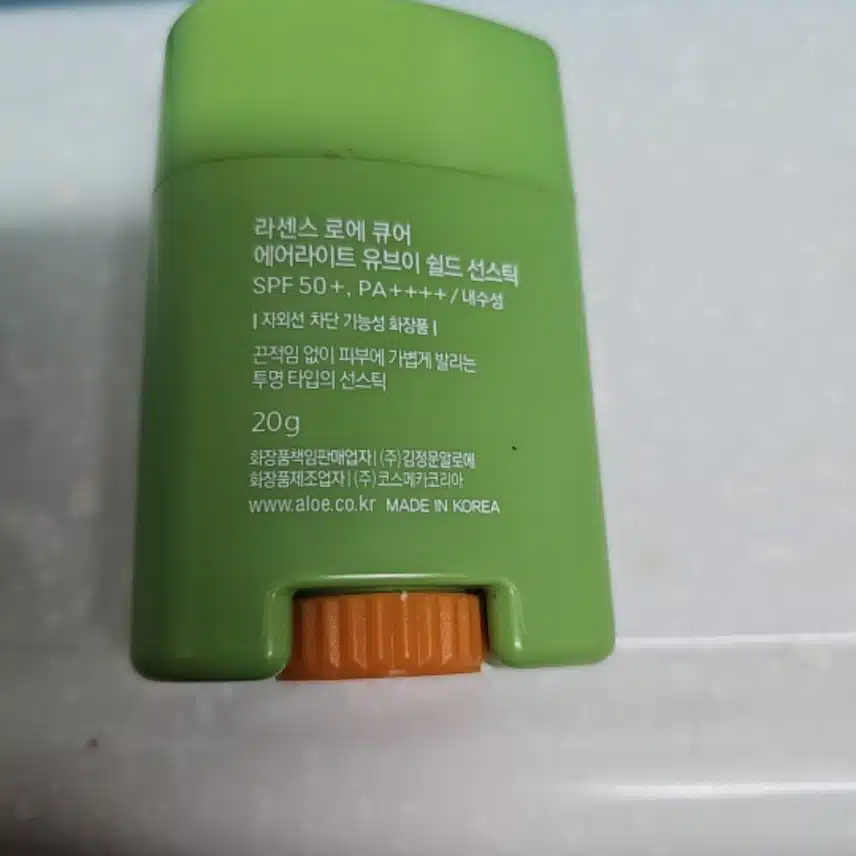 라센스 로에 큐어
에어라이트 유브이 쉴드 선스틱
SPF 50+, PA++++/내수성
| 자외선 차단 기능성 화장품 |
끈적임 없이 피부에 가볍게 발리는
투명 타입의 선스틱
20g
화장품책임판매업자 | (주)김정문알로에
화장품제조업자 | (주)코스메카코리아
www.aloe.co.kr MADE IN KOREA